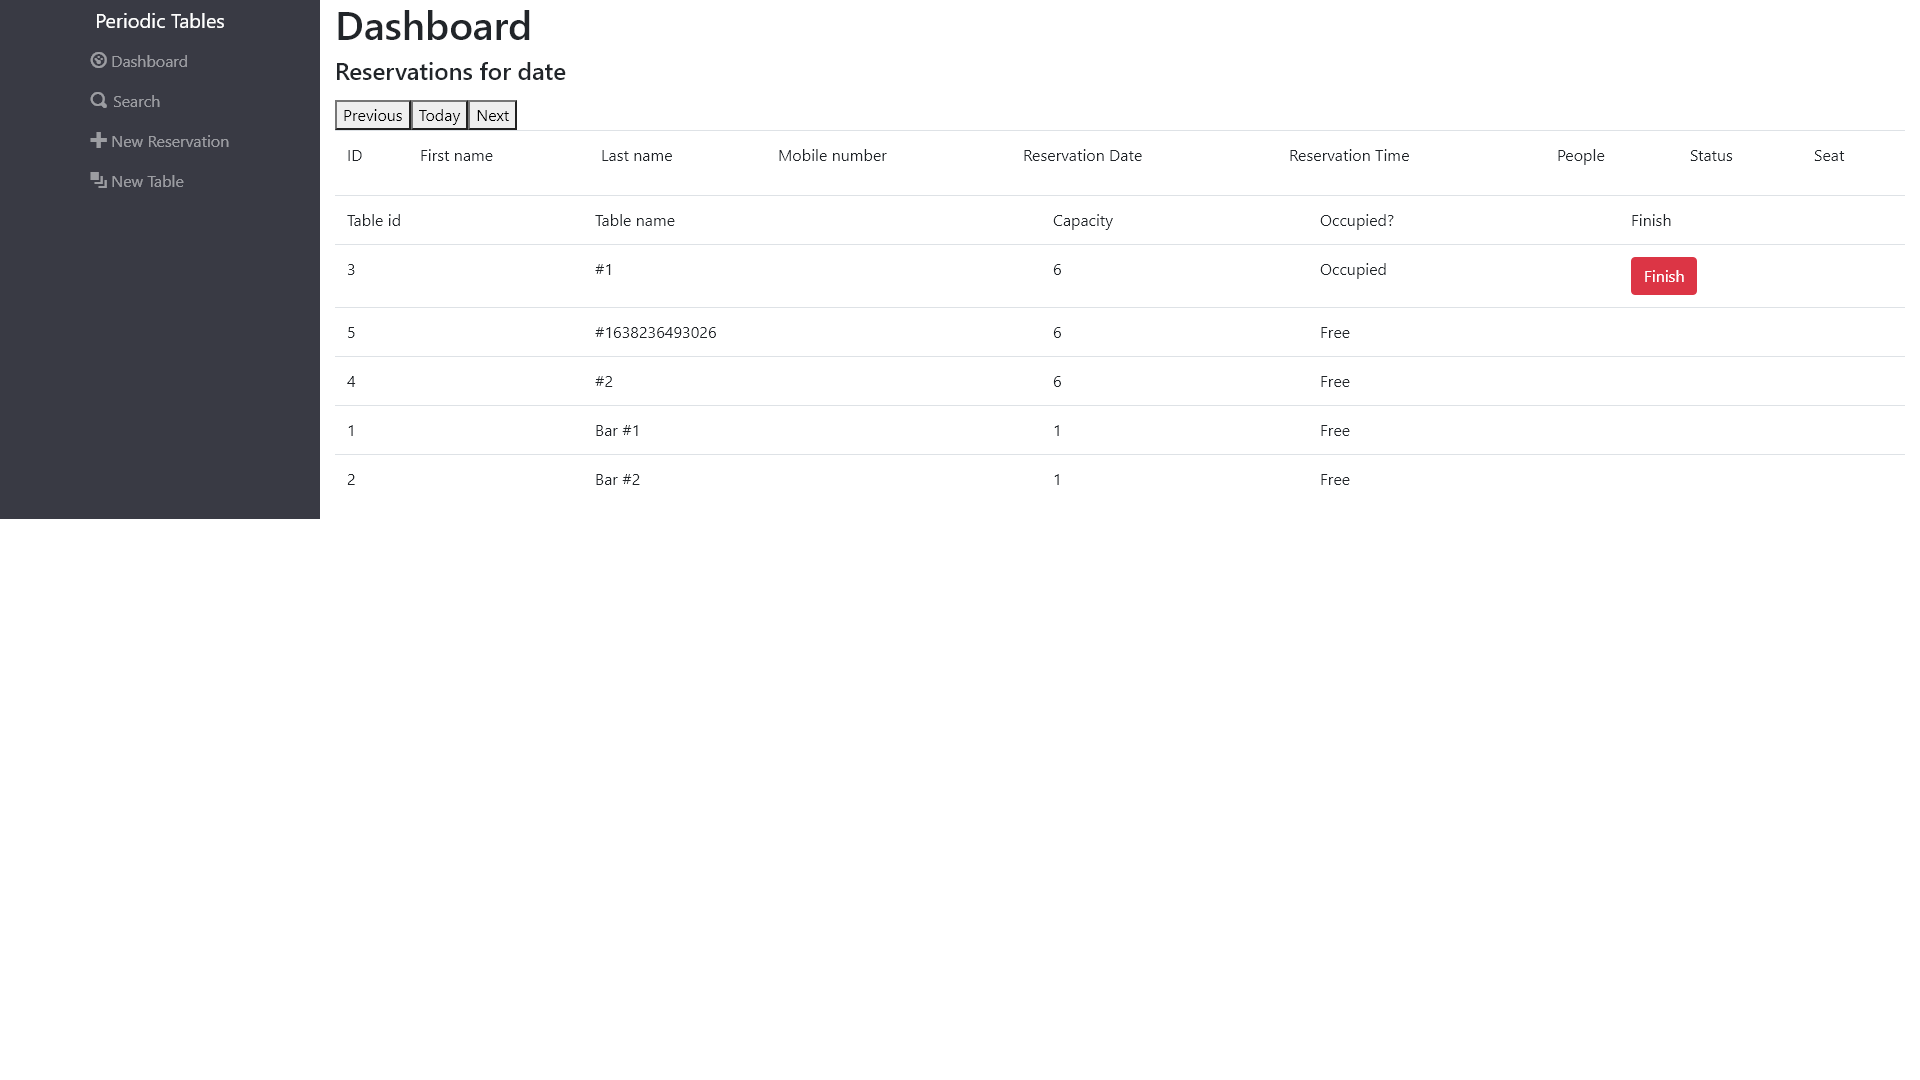 Periodic Tables
Dashboard
Search
New Reservation
New Table
Dashboard
Reservations for date
Previous Today Next
ID First name Last name Mobile number Reservation Date Reservation Time People Status Seat
Table id Table name Capacity Occupied? Finish
3 #1 6 Occupied Finish
5 #1638236493026 6 Free
4 #2 6 Free
1 Bar #1 1 Free
2 Bar #2 1 Free